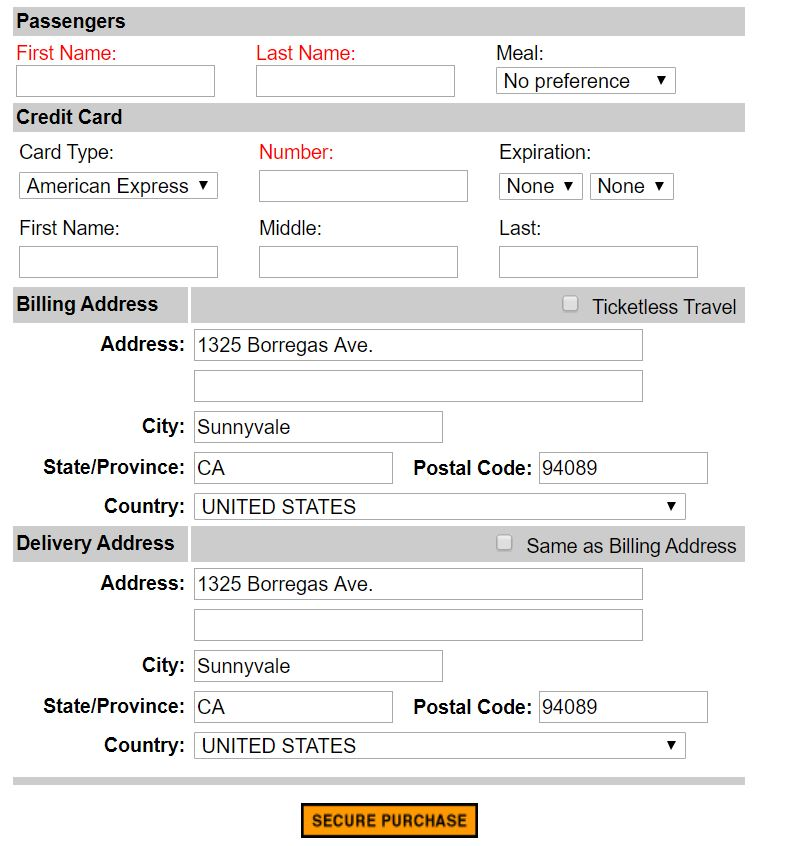 Passengers
First Name: Last Name: Meal:
No preference
Credit Card
Card Type: Number: Expiration:
American Express None None
First Name: Middle: Last:
Billing Address Ticketless Travel
Address: 1325 Borregas Ave.
City: Sunnyvale
State/Province: CA Postal Code: 94089
Country: UNITED STATES
Delivery Address Same as Billing Address
Address: 1325 Borregas Ave.
City: Sunnyvale
State/Province: CA Postal Code: 94089
Country: UNITED STATES
SECURE PURCHASE